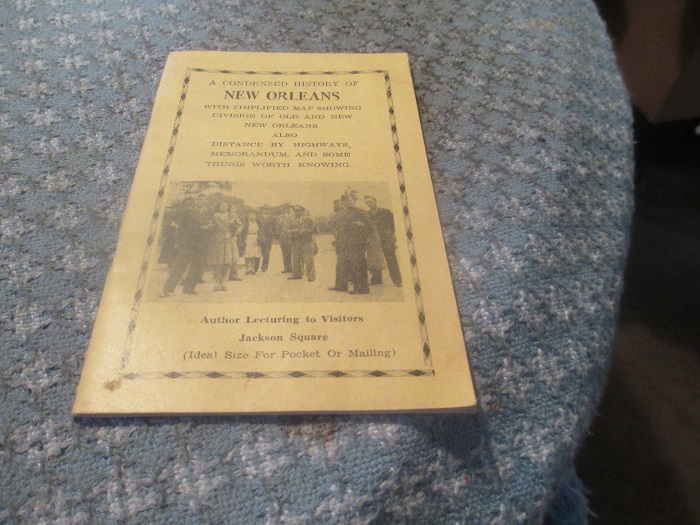 A CONDENSED HISTORY OF
NEW ORLEANS
WITH SIMPLIFIED MAP SHOWING
DIVISION OF OLD AND NEW
NEW ORLEANS
ALSO
DISTANCE BY HIGHWAYS,
MEMORANDUM, AND SOME
THINGS WORTH KNOWING.
Author Lecturing to Visitors
Jackson Square
(Ideal Size For Pocket Or Mailing)